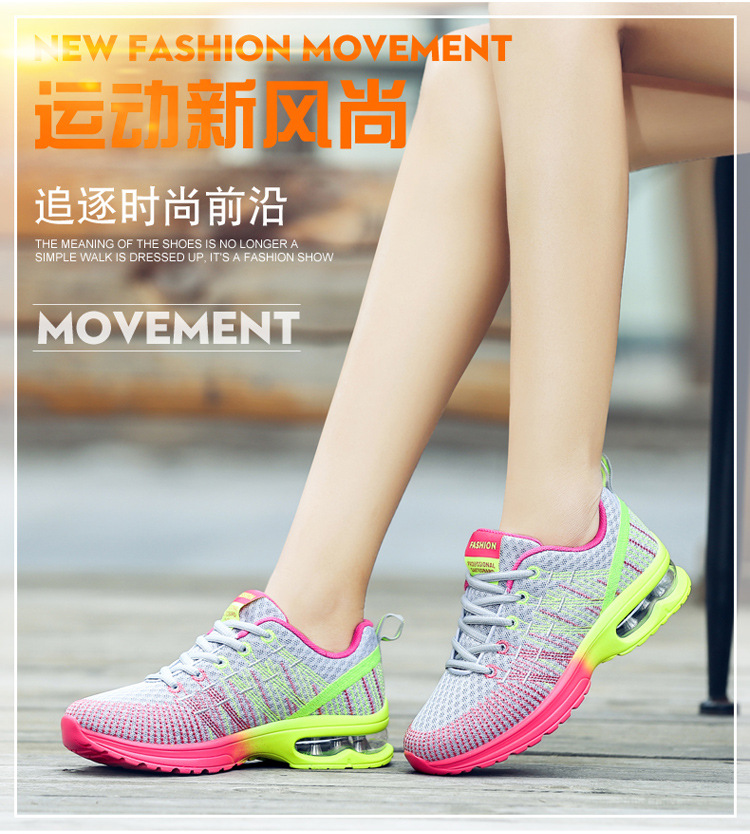 NEW FASHION MOVEMENT
运动新风尚
追逐时尚前沿
THE MEANING OF THE SHOES IS NO LONGER A
SIMPLE WALK IS DRESSED UP, IT'S A FASHION SHOW
MOVEMENT
FASHION